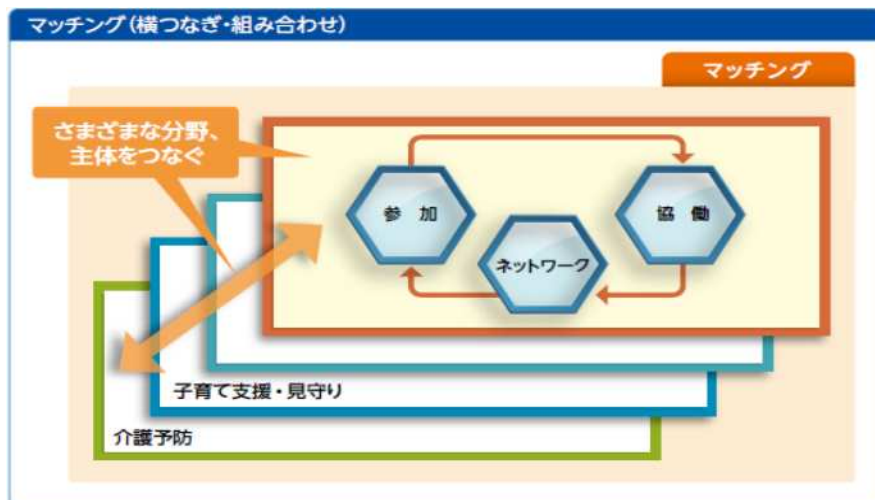 マッチング(横つなぎ・組み合わせ)
マッチング
さまざまな分野、
主体をつなぐ
参 加
協 働
ネットワーク
子育て支援・見守り
介護予防